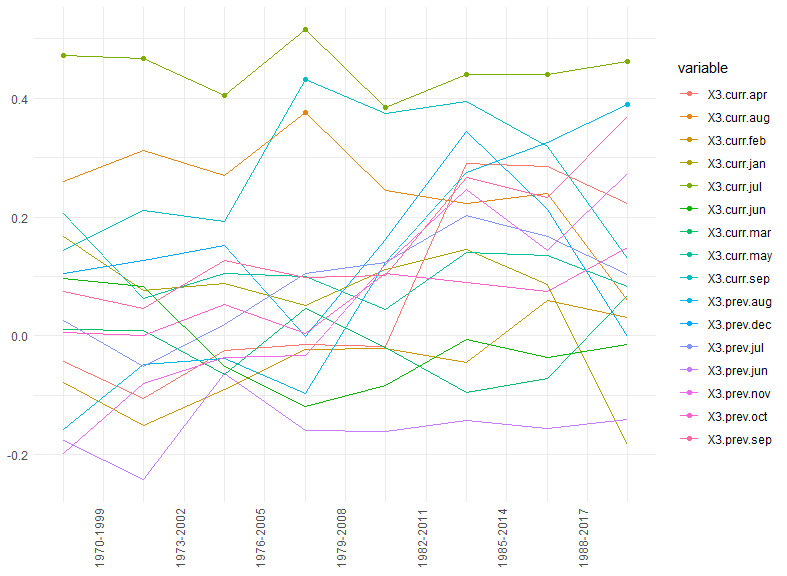 variable
X3.curr.apr
X3.curr.aug
X3.curr.feb
X3.curr.jan
X3.curr.jul
X3.curr.jun
X3.curr.mar
X3.curr.may
X3.curr.sep
X3.prev.aug
X3.prev.dec
X3.prev.jul
X3.prev.jun
X3.prev.nov
X3.prev.oct
X3.prev.sep
0.4
0.2
0.0
-0.2
1970-1999
1973-2002
1976-2005
1979-2008
1982-2011
1985-2014
1988-2017